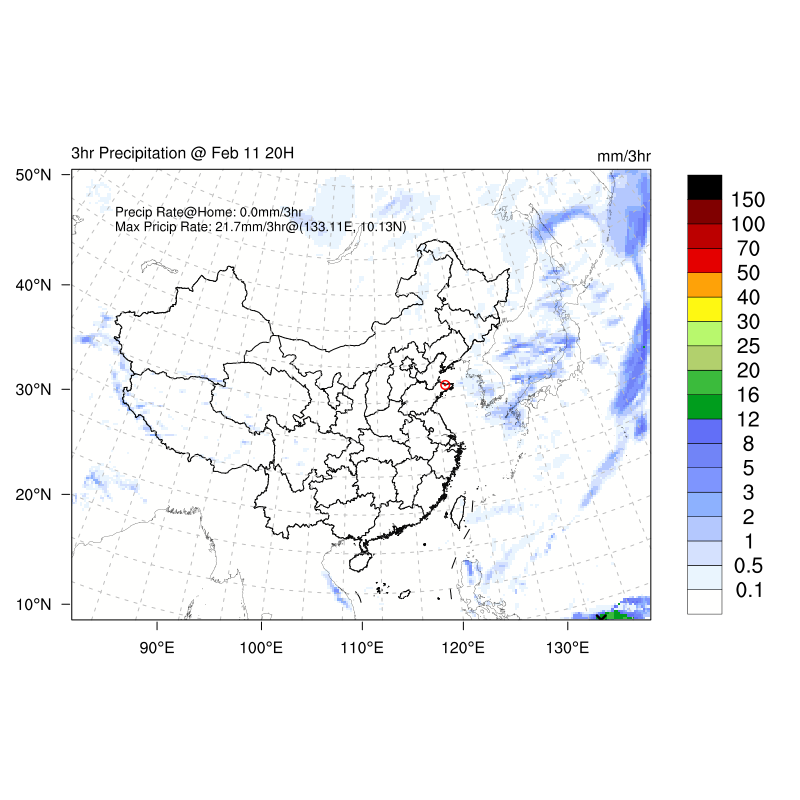 3hr Precipitation @ Feb 11 20H
mm/3hr
Precip Rate@Home: 0.0mm/3hr
Max Pricip Rate: 21.7mm/3hr@(133.11E, 10.13N)
50°N
40°N
30°N
20°N
10°N
90°E
100°E
110°E
120°E
130°E
150
100
70
50
40
30
25
20
16
12
8
5
3
2
1
0.5
0.1